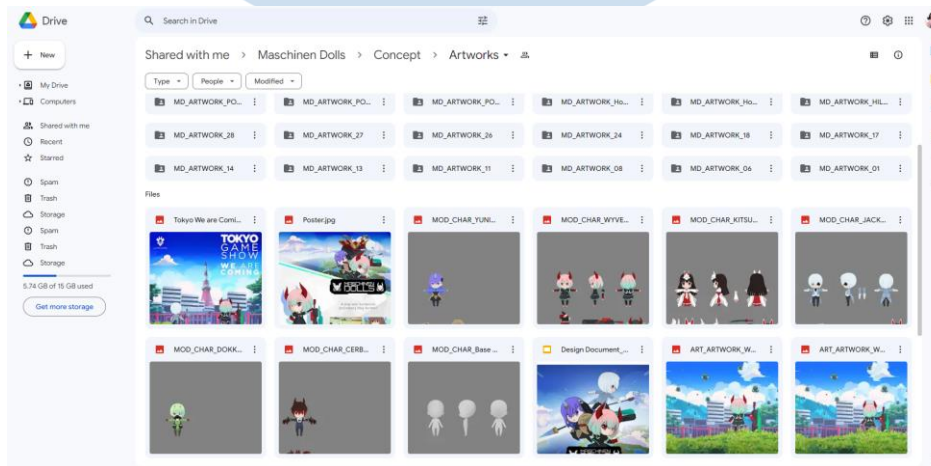 Drive
Search in Drive
New
My Drive
Computers
Shared with me
Recent
Starred
Spam
Trash
Storage
Spam
Trash
Storage
5.74 GB of 15 GB used
Get more storage
Shared with me > Maschinen Dolls > Concept > Artworks
Type People Modified
MD_ARTWORK_PO... MD_ARTWORK_PO... MD_ARTWORK_PO... MD_ARTWORK_Ho... MD_ARTWORK_Ho... MD_ARTWORK_HIL...
MD_ARTWORK_28 MD_ARTWORK_27 MD_ARTWORK_26 MD_ARTWORK_24 MD_ARTWORK_18 MD_ARTWORK_17
MD_ARTWORK_14 MD_ARTWORK_13 MD_ARTWORK_11 MD_ARTWORK_08 MD_ARTWORK_06 MD_ARTWORK_01
Files
Tokyo We are Comi... Poster.jpg MOD_CHAR_YUNI... MOD_CHAR_WYVE... MOD_CHAR_KITSU... MOD_CHAR_JACK...
TOKYO
GAME
SHOW
WE ARE
COMING
DOLLS
MOD_CHAR_DOKK... MOD_CHAR_CERB... MOD_CHAR_Base ... Design Document_... ART_ARTWORK_W... ART_ARTWORK_W...